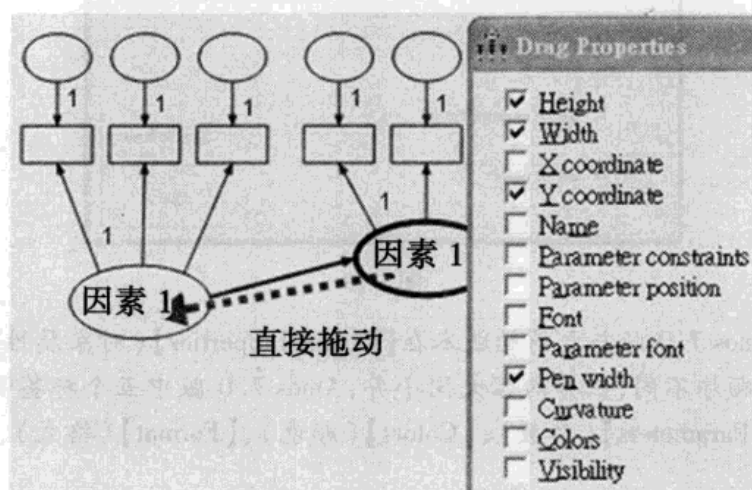 1
1
1
1
1
1
因素 1
因素 1
直接拖动
Drag Properties
Height
Width
X coordinate
Y coordinate
Name
Parameter constraints
Parameter position
Font
Parameter font
Pen width
Curvature
Colors
Visibility